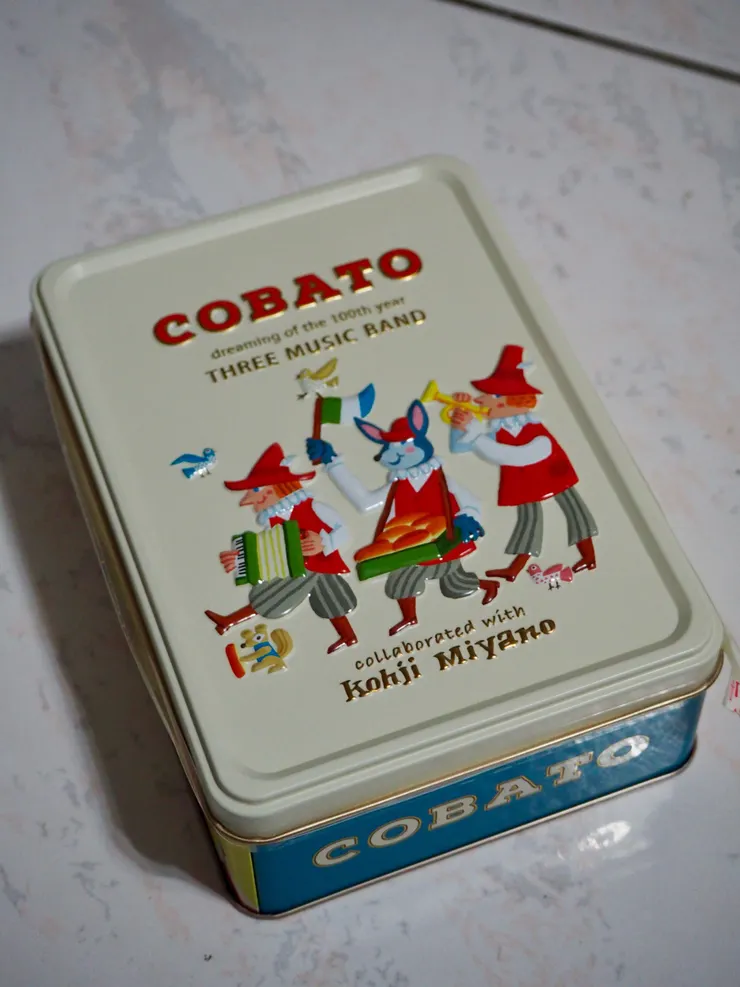 COBATO
dreaming of the 100th year
THREE MUSIC BAND
collaborated with
Kohji Miyano
COBATO